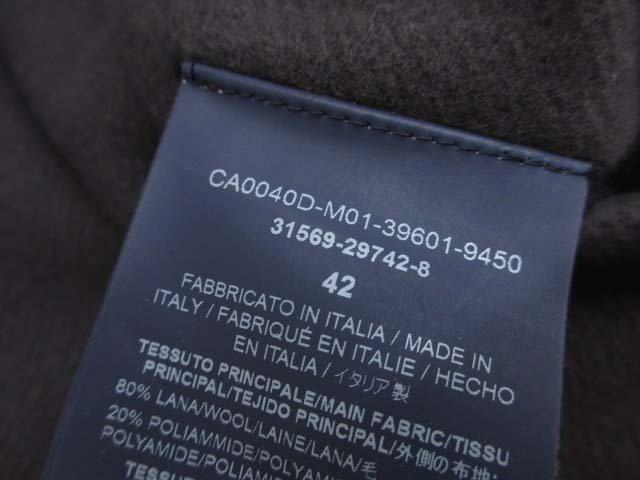 CA0040D-M01-39601-9450
31569-29742-8
42
FABBRICATO IN ITALIA / MADE IN
ITALY / FABRIQUÉ EN ITALIE / HECHO
EN ITALIA / イタリア製
TESSUTO PRINCIPALE/MAIN FABRIC/TISSU
PRINCIPAL/TEJIDO PRINCIPAL/外側の布地:
80% LANA/WOOL/LAINE/LANA/毛
20% POLIAMMIDE/POLYAMIDE/
POLYAMIDE/POLIAMIDA/